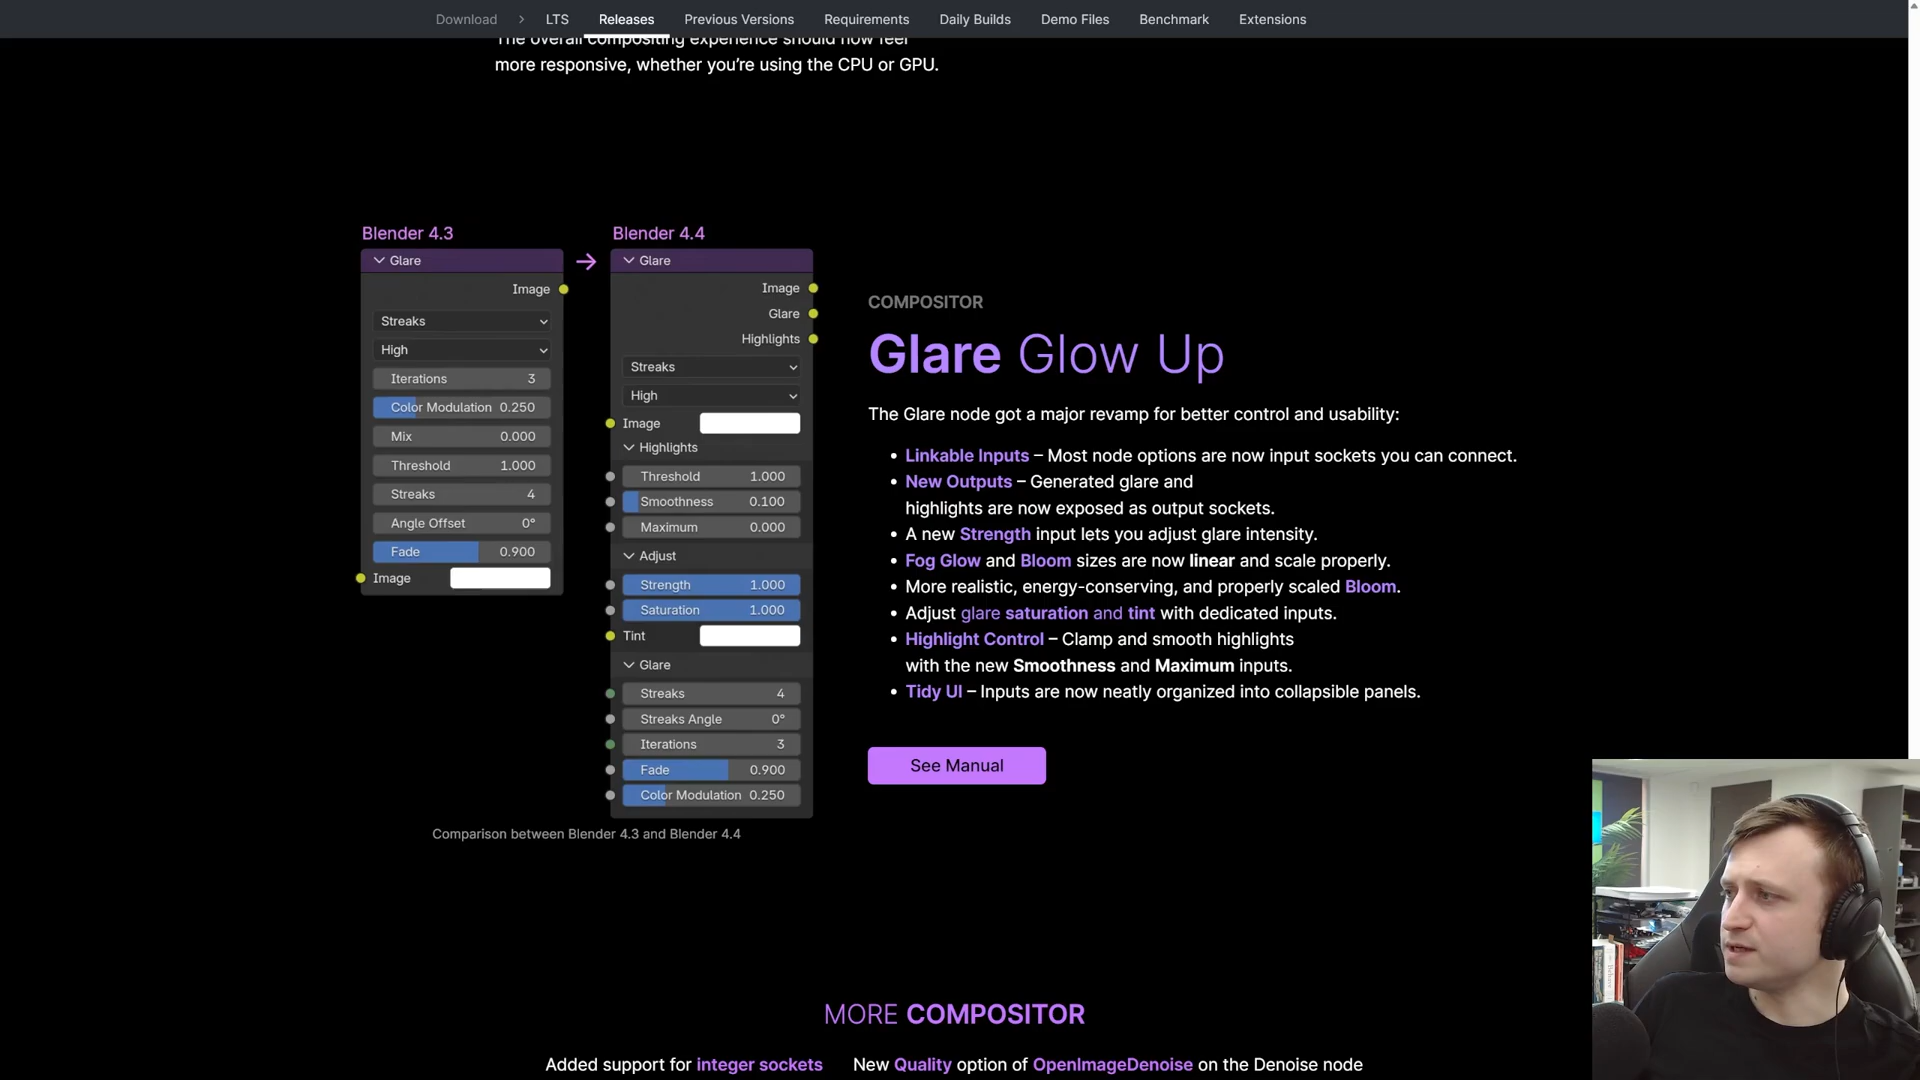 Download > LTS Releases Previous Versions Requirements Daily Builds Demo Files Benchmark Extensions
The overall compositing experience should now feel
more responsive, whether you're using the CPU or GPU.
Blender 4.3
Glare
Image
Streaks
High
Iterations 3
Color Modulation 0.250
Mix 0.000
Threshold 1.000
Streaks 4
Angle Offset 0°
Fade 0.900
Image
Blender 4.4
Glare
Image
Glare
Highlights
Streaks
High
Image
Highlights
Threshold 1.000
Smoothness 0.100
Maximum 0.000
Adjust
Strength 1.000
Saturation 1.000
Tint
Glare
Streaks 4
Streaks Angle 0°
Iterations 3
Fade 0.900
Color Modulation 0.250
Comparison between Blender 4.3 and Blender 4.4
COMPOSITOR
Glare Glow Up
The Glare node got a major revamp for better control and usability:
• Linkable Inputs – Most node options are now input sockets you can connect.
• New Outputs – Generated glare and
highlights are now exposed as output sockets.
• A new Strength input lets you adjust glare intensity.
• Fog Glow and Bloom sizes are now linear and scale properly.
• More realistic, energy-conserving, and properly scaled Bloom.
• Adjust glare saturation and tint with dedicated inputs.
• Highlight Control – Clamp and smooth highlights
with the new Smoothness and Maximum inputs.
• Tidy UI – Inputs are now neatly organized into collapsible panels.
See Manual
MORE COMPOSITOR
Added support for integer sockets
New Quality option of OpenImageDenoise on the Denoise node